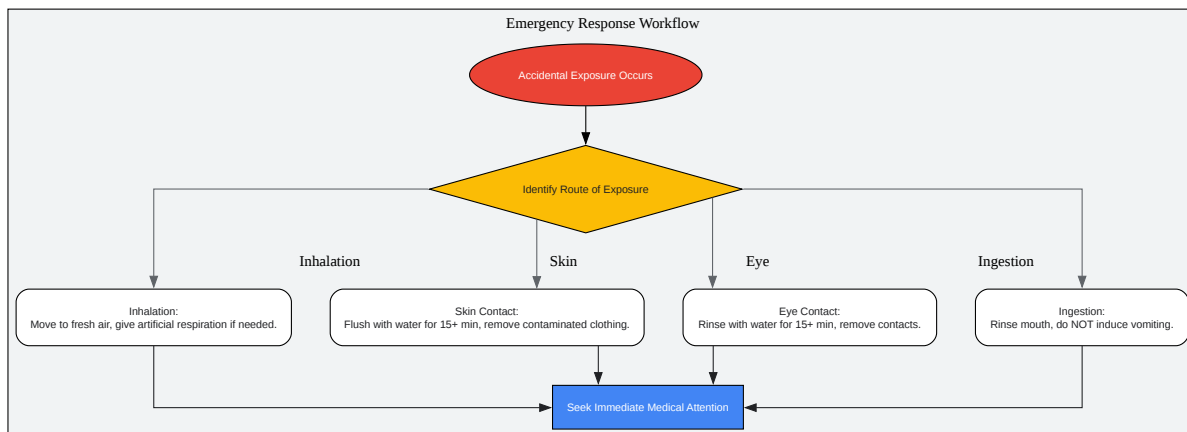 Emergency Response Workflow
Accidental Exposure Occurs
Identify Route of Exposure
Inhalation
Skin
Eye
Ingestion
Inhalation:
Move to fresh air, give artificial respiration if needed.
Skin Contact:
Flush with water for 15+ min, remove contaminated clothing.
Eye Contact:
Rinse with water for 15+ min, remove contacts.
Ingestion:
Rinse mouth, do NOT induce vomiting.
Seek Immediate Medical Attention